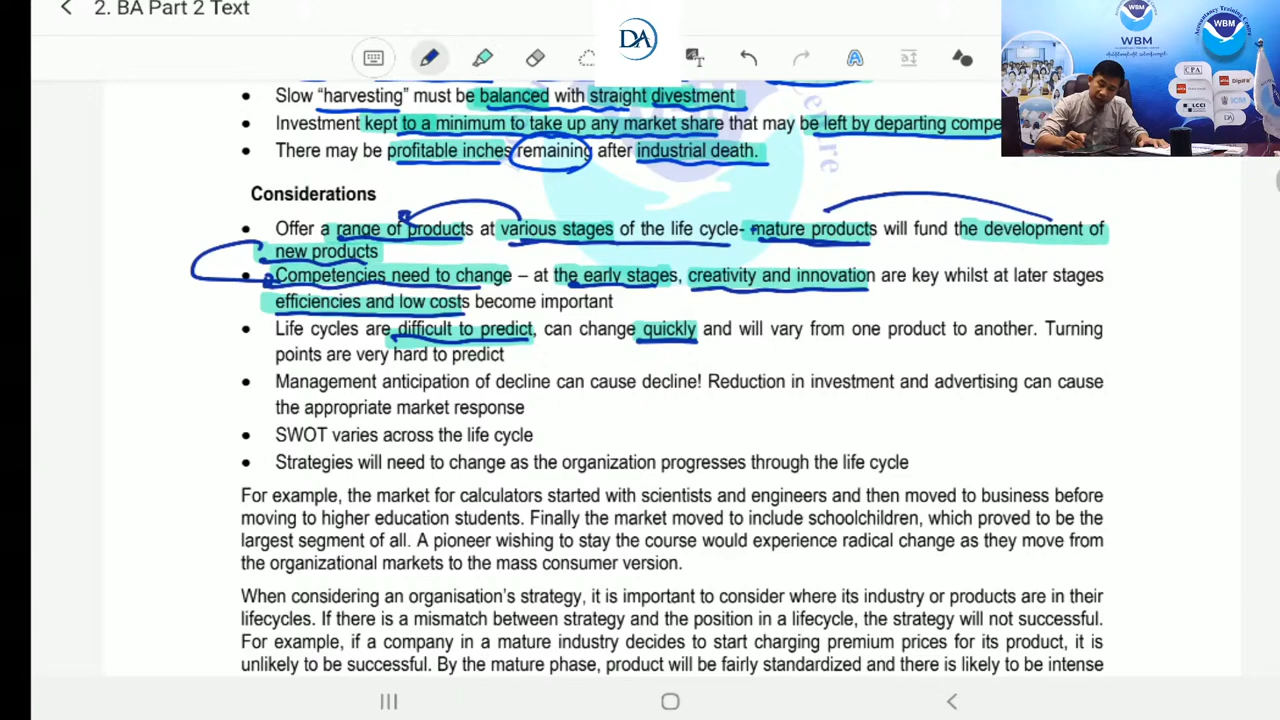 2. BA Part 2 Text
DA
WBM
WBM
CPA
DipIFR
LCCI
ICM
DA
• Slow “harvesting” must be balanced with straight divestment
• Investment kept to a minimum to take up any market share that may be left by departing compe
• There may be profitable inches remaining after industrial death.
Considerations
• Offer a range of products at various stages of the life cycle- mature products will fund the development of
new products
• Competencies need to change – at the early stages, creativity and innovation are key whilst at later stages
efficiencies and low costs become important
• Life cycles are difficult to predict, can change quickly and will vary from one product to another. Turning
points are very hard to predict
• Management anticipation of decline can cause decline! Reduction in investment and advertising can cause
the appropriate market response
• SWOT varies across the life cycle
• Strategies will need to change as the organization progresses through the life cycle
For example, the market for calculators started with scientists and engineers and then moved to business before
moving to higher education students. Finally the market moved to include schoolchildren, which proved to be the
largest segment of all. A pioneer wishing to stay the course would experience radical change as they move from
the organizational markets to the mass consumer version.
When considering an organisation’s strategy, it is important to consider where its industry or products are in their
lifecycles. If there is a mismatch between strategy and the position in a lifecycle, the strategy will not successful.
For example, if a company in a mature industry decides to start charging premium prices for its product, it is
unlikely to be successful. By the mature phase, product will be fairly standardized and there is likely to be intense